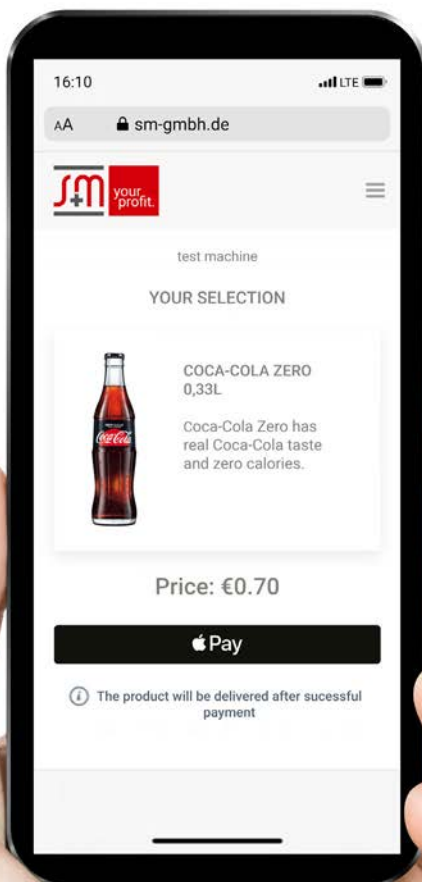 16:10
LTE
AA sm-gmbh.de
s+m your profit.
test machine
YOUR SELECTION
COCA-COLA ZERO
0,33L
Coca-Cola Zero has
real Coca-Cola taste
and zero calories.
Coca-Cola
Price: €0.70
Pay
i The product will be delivered after sucessful
payment